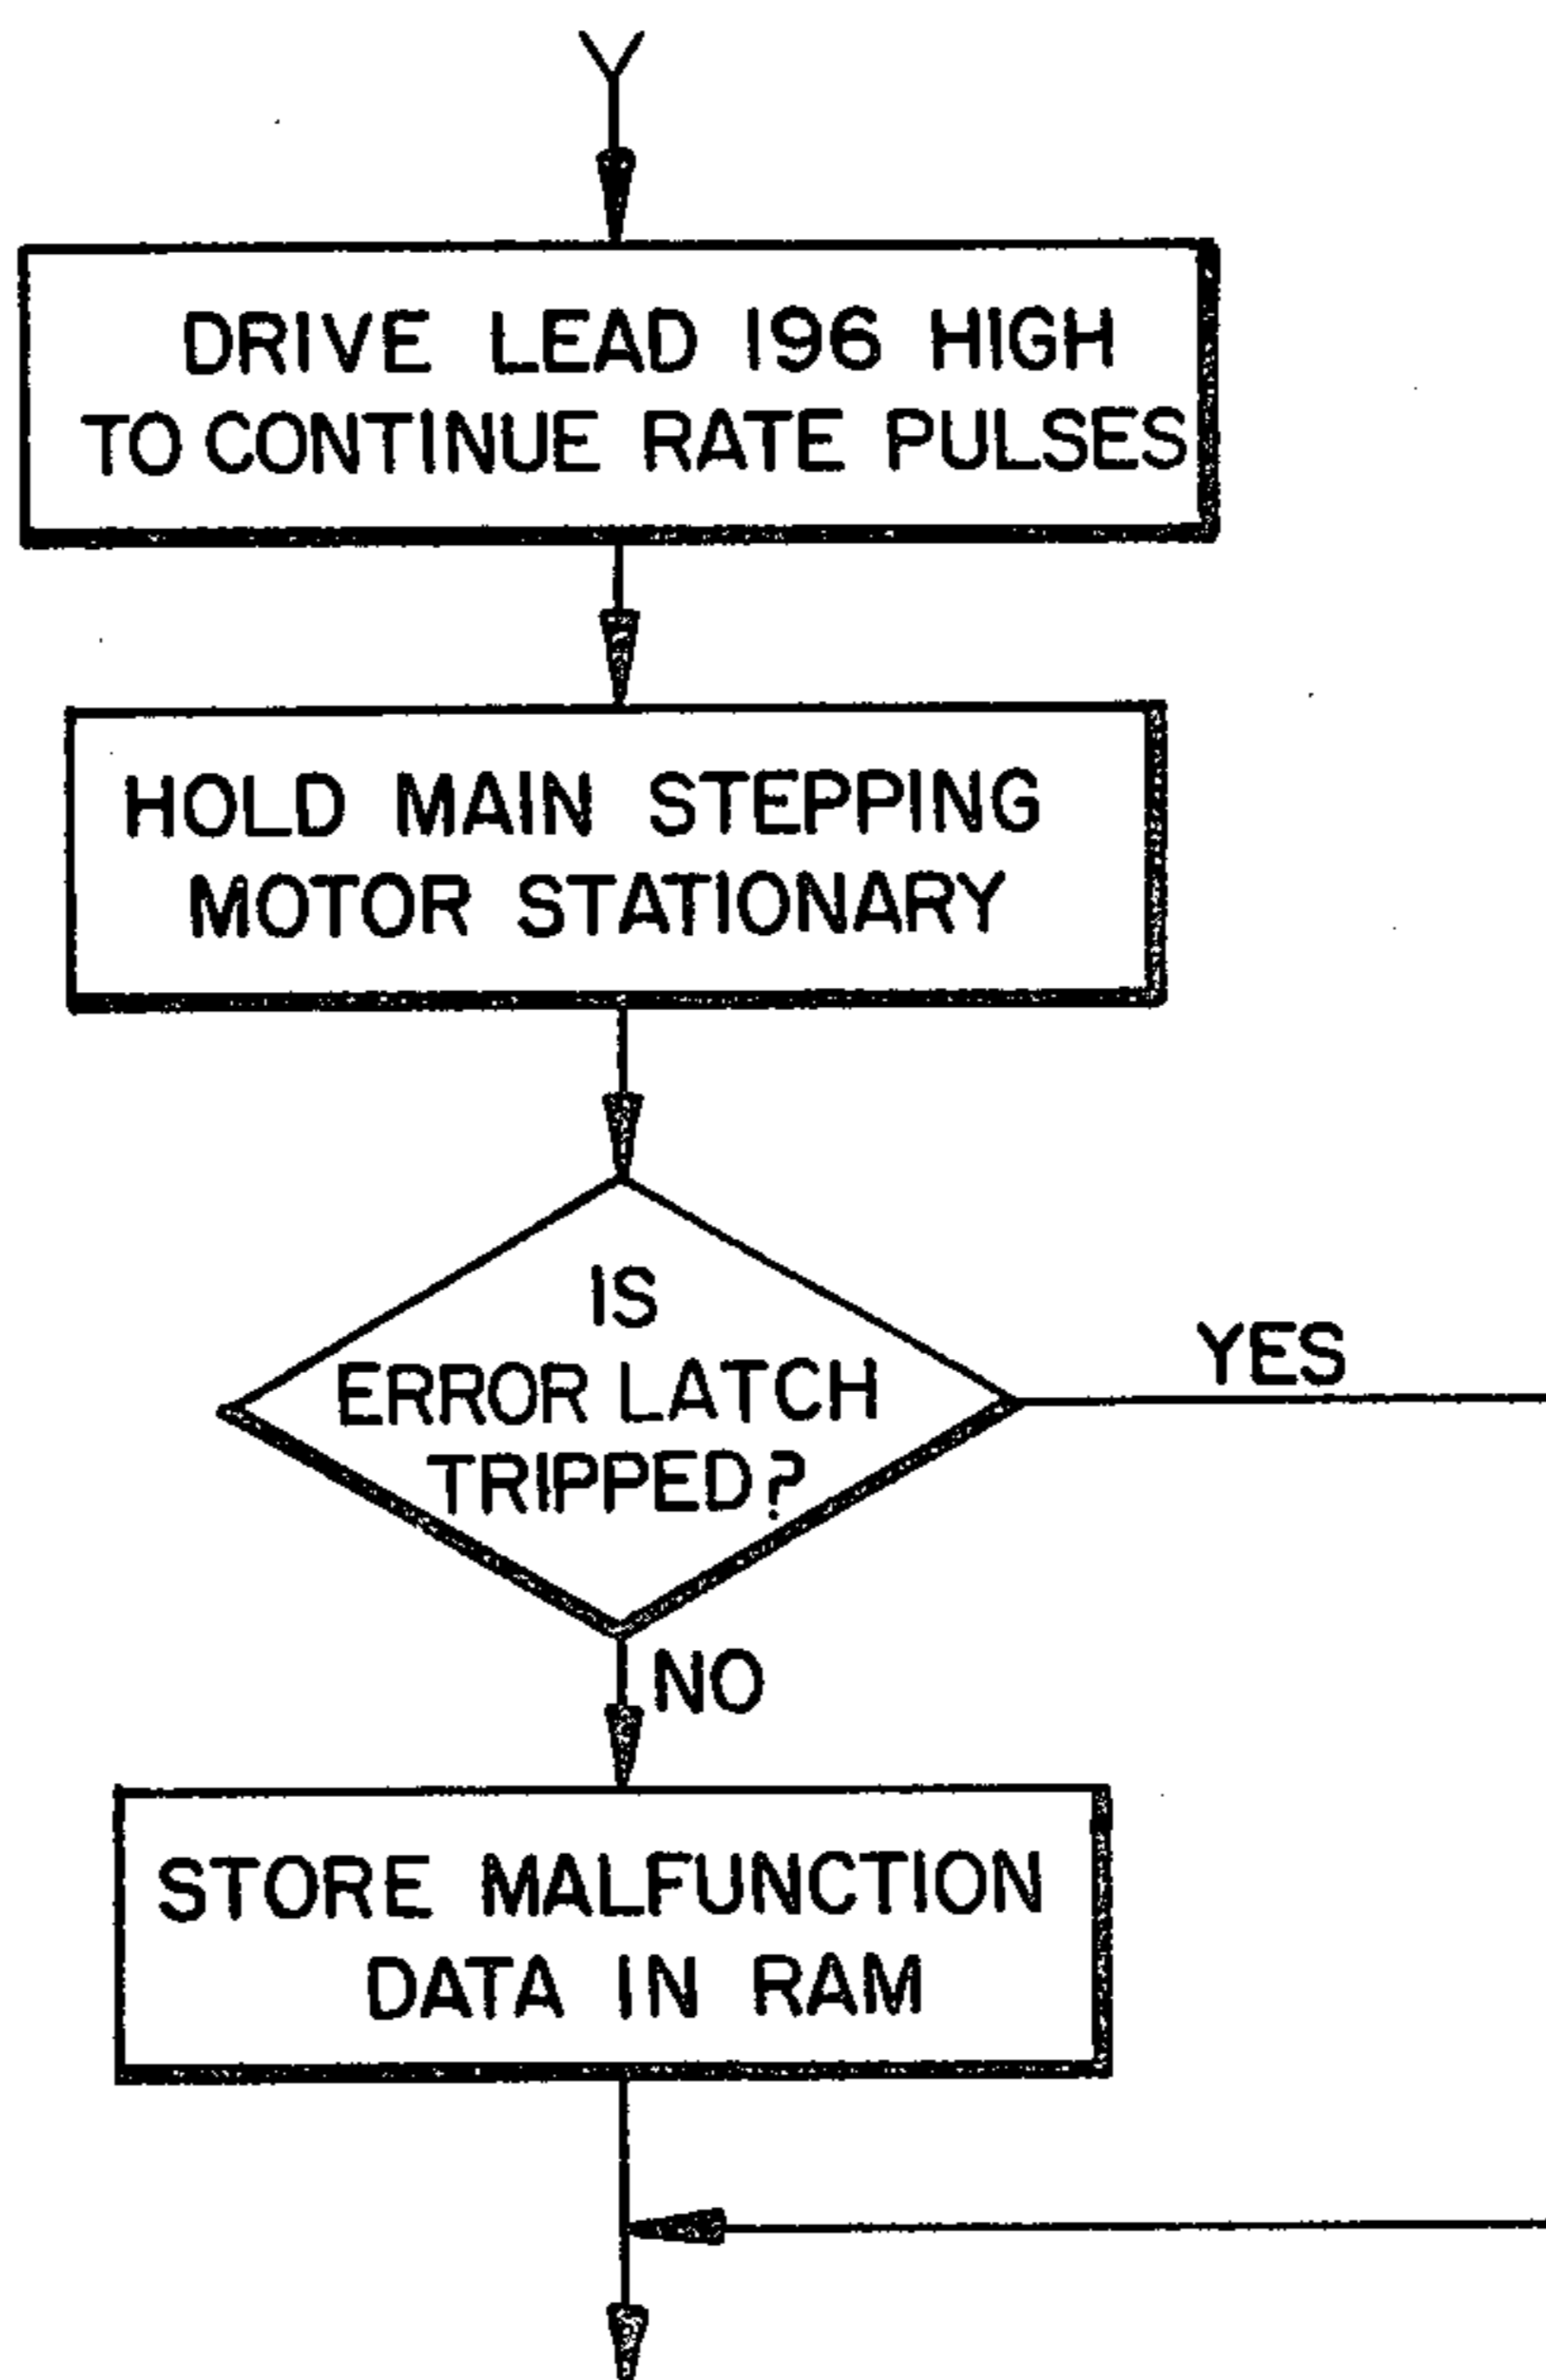 Y
DRIVE LEAD 196 HIGH
TO CONTINUE RATE PULSES
HOLD MAIN STEPPING
MOTOR STATIONARY
IS
ERROR LATCH
TRIPPED?
YES
NO
STORE MALFUNCTION
DATA IN RAM